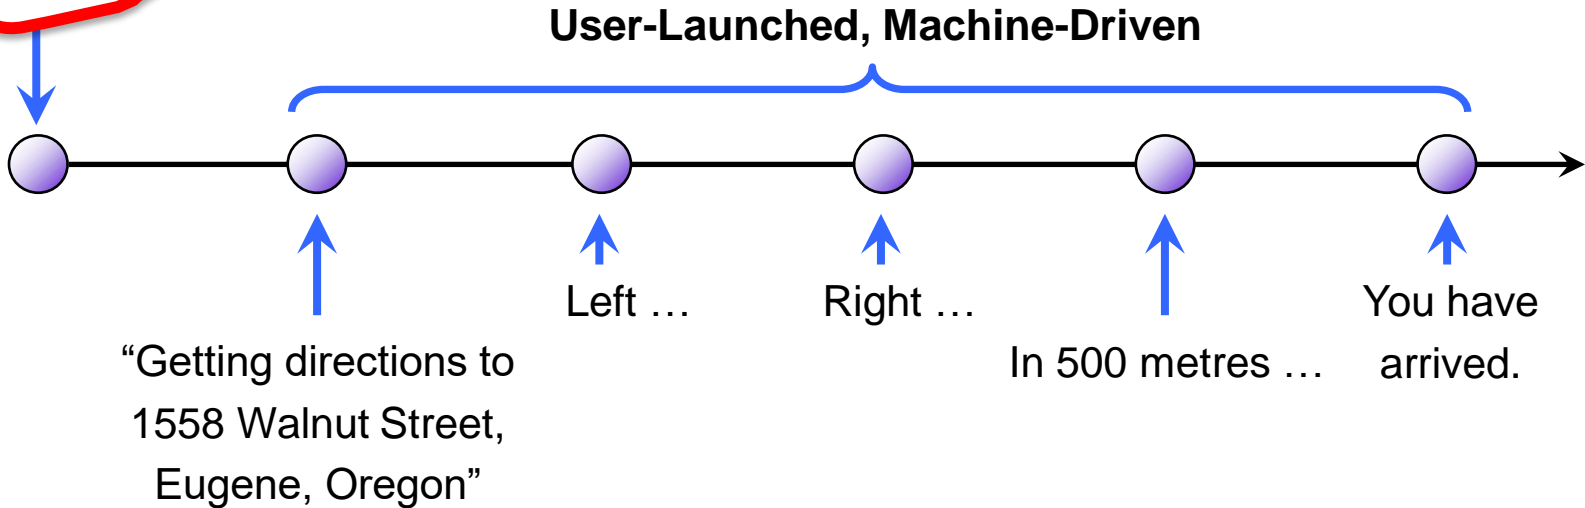 User-Launched, Machine-Driven
Left …
Right …
You have
arrived.
In 500 metres …
“Getting directions to
1558 Walnut Street,
Eugene, Oregon”